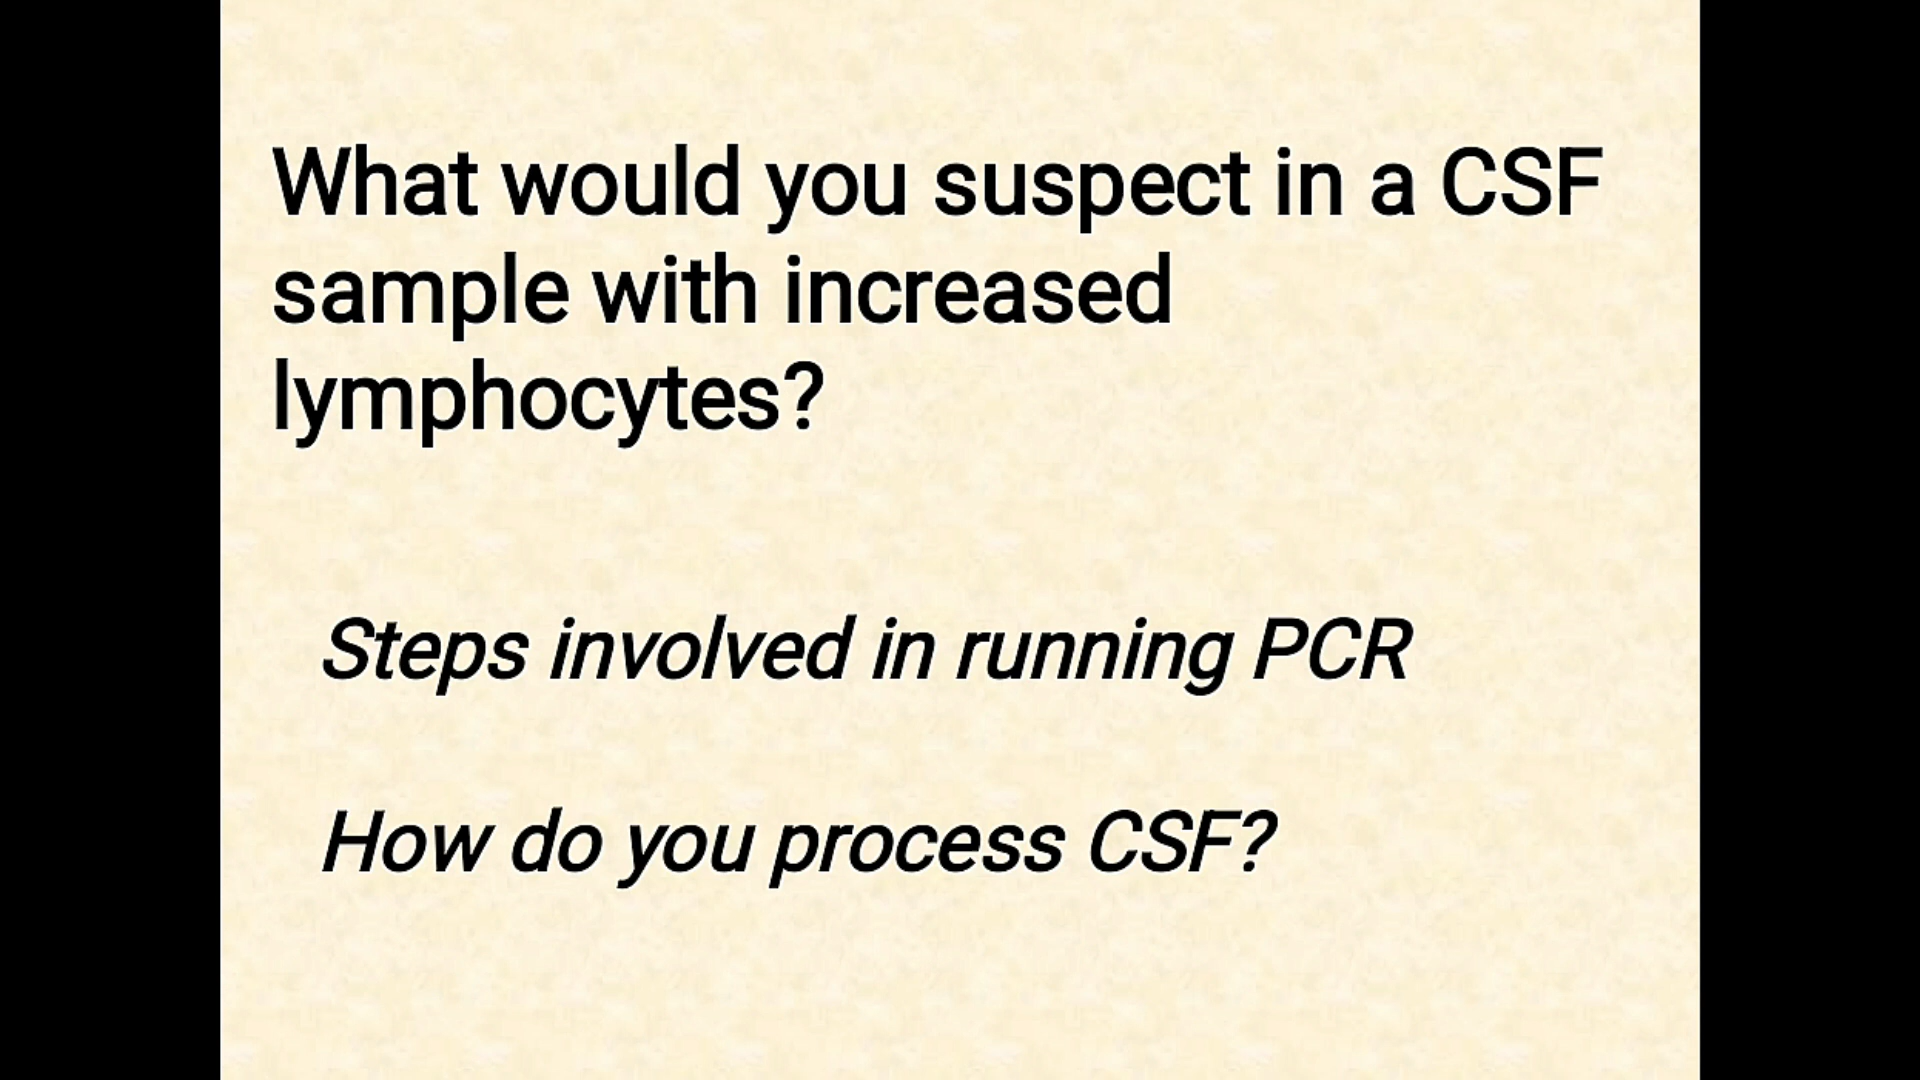 What would you suspect in a CSF
sample with increased
lymphocytes?
Steps involved in running PCR
How do you process CSF?